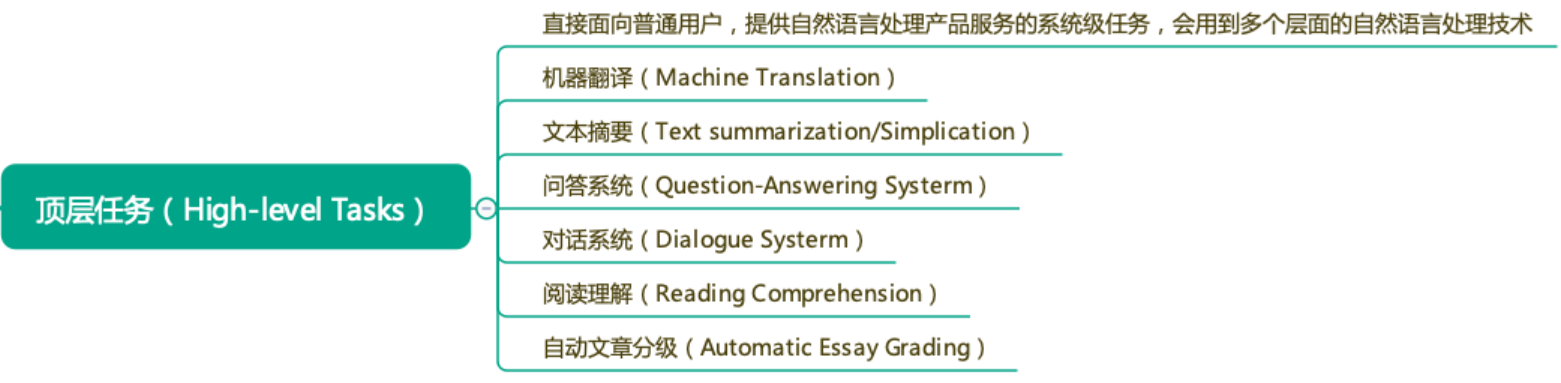 直接面向普通用户，提供自然语言处理产品服务的系统级任务，会用到多个层面的自然语言处理技术
机器翻译（Machine Translation）
文本摘要（Text summarization/Simplication）
问答系统（Question-Answering Systerm）
顶层任务（High-level Tasks）
对话系统（Dialogue Systerm）
阅读理解（Reading Comprehension）
自动文章分级（Automatic Essay Grading）